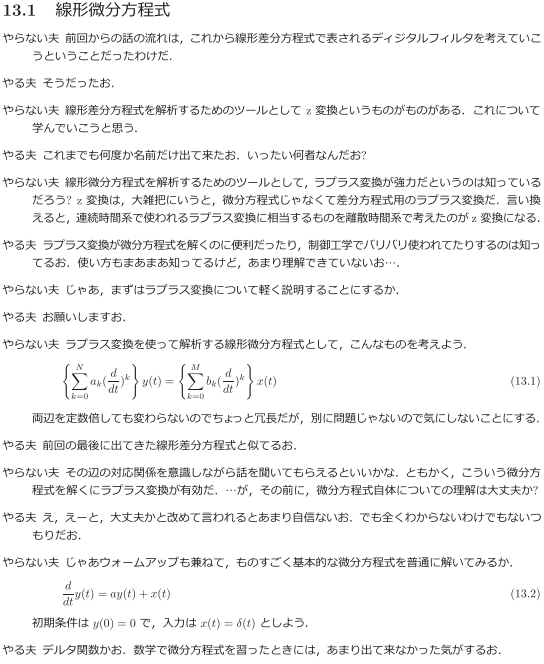 13.1 線形微分方程式
やらない夫 前回からの話の流れは，これから線形差分方程式で表されるディジタルフィルタを考えていこ
うということだったわけだ．
やる夫 そうだったお．
やらない夫 線形差分方程式を解析するためのツールとして z 変換というものがものがある．これについて
学んでいこうと思う．
やる夫 これまでも何度か名前だけ出て来たお．いったい何者なんだお?
やらない夫 線形微分方程式を解析するためのツールとして，ラプラス変換が強力だというのは知っている
だろう? z 変換は，大雑把にいうと，微分方程式じゃなくて差分方程式用のラプラス変換だ．言い換
えると，連続時間系で使われるラプラス変換に相当するものを離散時間系で考えたのが z 変換になる．
やる夫 ラプラス変換が微分方程式を解くのに便利だったり，制御工学でバリバリ使われてたりするのは知っ
てるお．使い方もまあまあ知ってるけど，あまり理解できていないお…．
やらない夫 じゃあ，まずはラプラス変換について軽く説明することにするか．
やる夫 お願いしますお．
やらない夫 ラプラス変換を使って解析する線形微分方程式として，こんなものを考えよう．
{∑_{k=0}^{N} a_k(d/dt)^k} y(t) = {∑_{k=0}^{M} b_k(d/dt)^k} x(t) (13.1)
両辺を定数倍しても変わらないのでちょっと冗長だが，別に問題じゃないので気にしないことにする．
やる夫 前回の最後に出てきた線形差分方程式と似てるお．
やらない夫 その辺の対応関係を意識しながら話を聞いてもらえるといいかな．ともかく，こういう微分方
程式を解くにラプラス変換が有効だ．…が，その前に，微分方程式自体についての理解は大丈夫か?
やる夫 え，えーと，大丈夫かと改めて言われるとあまり自信ないお．でも全くわからないわけでもないつ
もりだお．
やらない夫 じゃあウォームアップも兼ねて，ものすごく基本的な微分方程式を普通に解いてみるか．
d/dt y(t) = ay(t) + x(t) (13.2)
初期条件は y(0) = 0 で，入力は x(t) = δ(t) としよう．
やる夫 デルタ関数かお．数学で微分方程式を習ったときには，あまり出て来なかった気がするお．